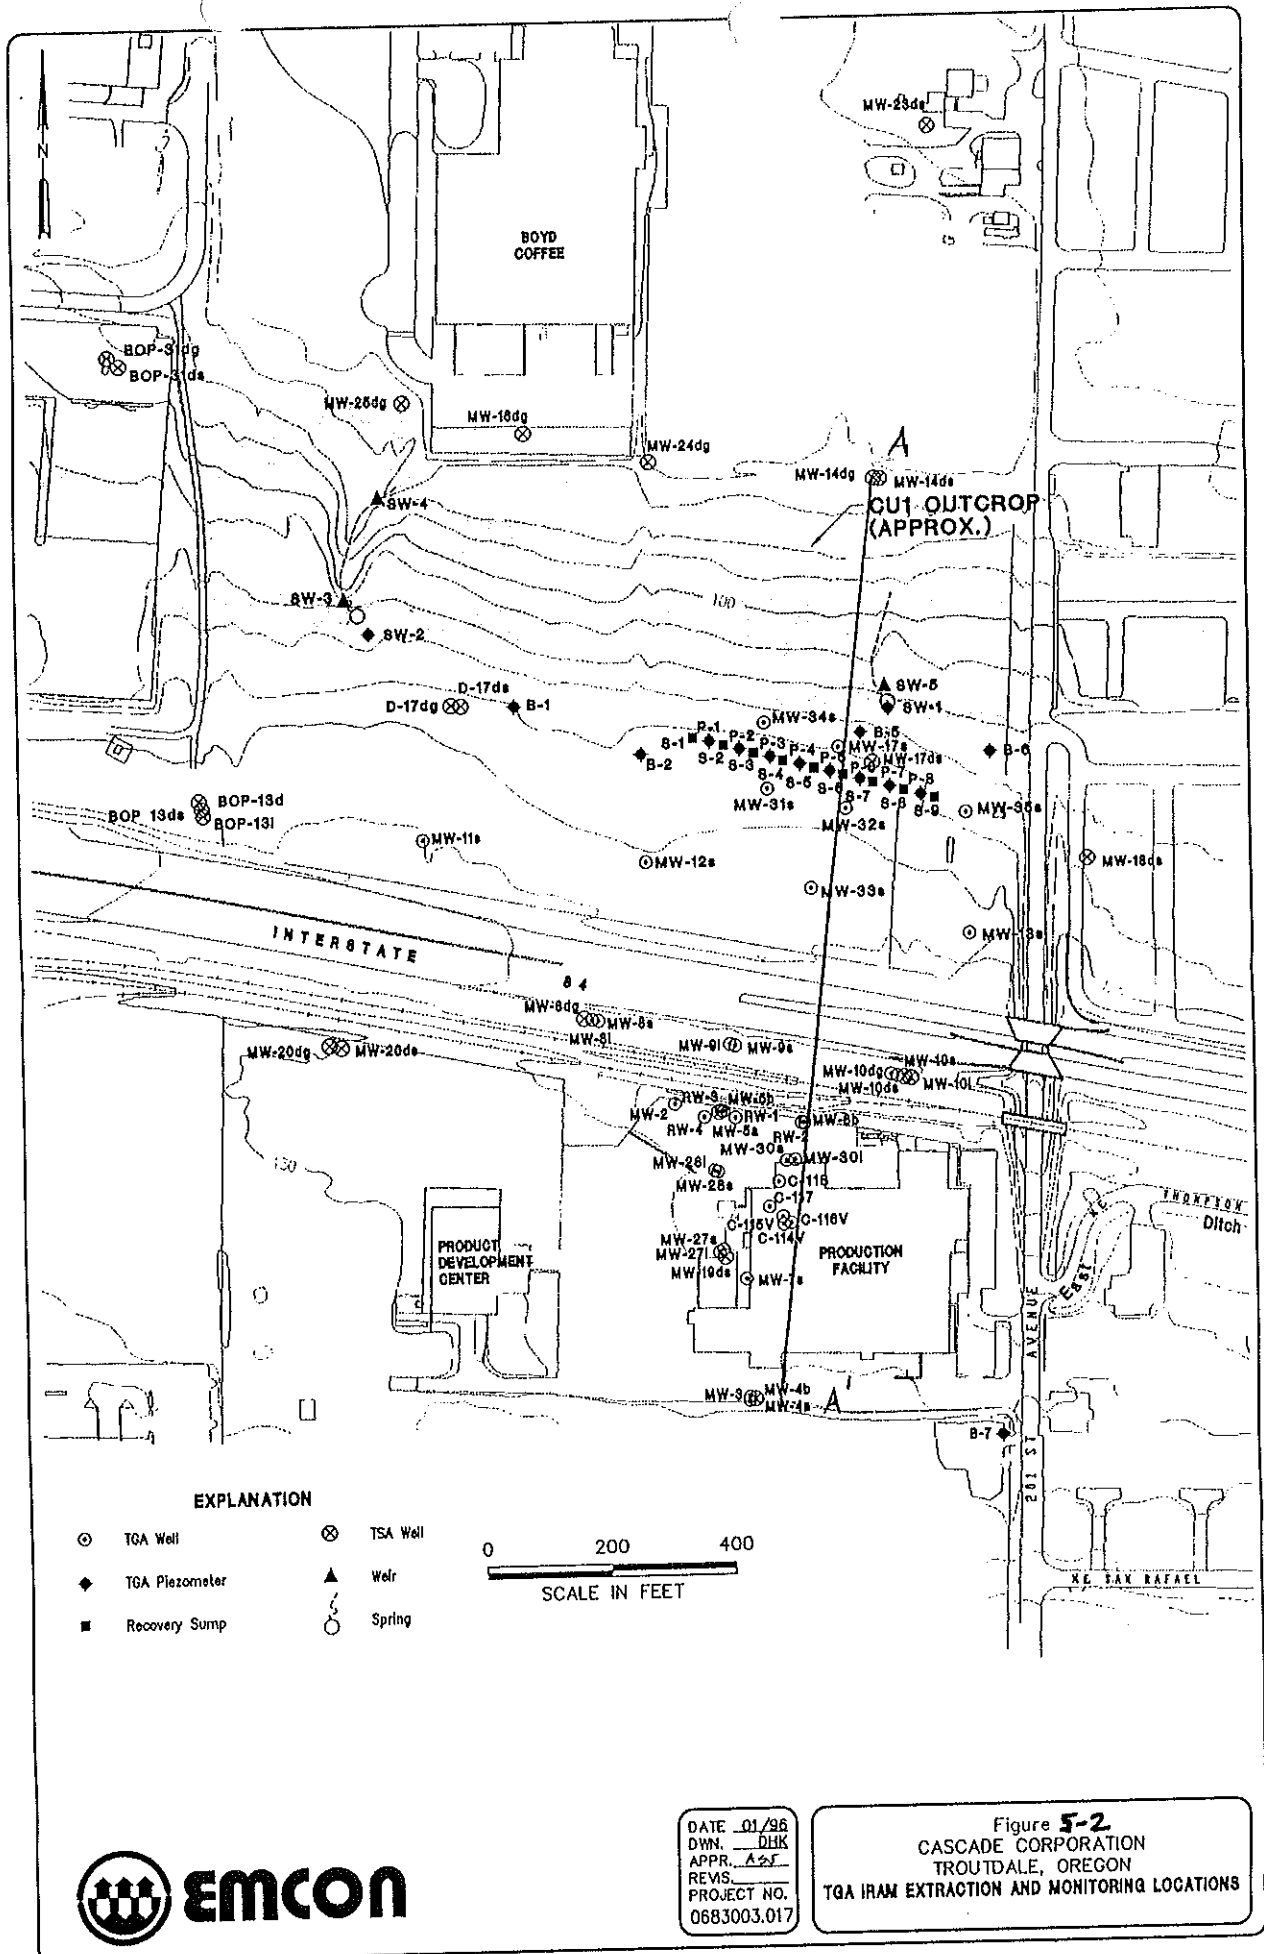 N
MW-23ds
BOYD
COFFEE
BOP-31dg
BOP-31ds
MW-25dg
MW-16dg
MW-24dg
A
MW-14dg
MW-14ds
CU1 OUTCROP
(APPROX.)
SW-4
100
SW-3
SW-2
SW-5
SW-1
D-17ds
D-17dg
B-1
MW-34s
B-5
MW-17s
MW-17ds
B-6
B-2
S-1
P-1
S-2
P-2
S-3
P-3
S-4
P-4
S-5
P-5
S-6
P-6
S-7
P-7
S-8
P-8
S-9
MW-31s
MW-32s
MW-35s
BOP-13d
BOP 13ds
BOP-13i
MW-11s
MW-12s
MW-18ds
MW-33s
MW-13s
INTERSTATE
84
MW-8dg
MW-8s
MW-8i
MW-20dg
MW-20ds
MW-9i
MW-9s
MW-10s
MW-10dg
MW-10ds
MW-10i
RW-3
MW-5b
MW-2
RW-4
RW-1
MW-5a
MW-6b
RW-2
MW-30s
MW-30i
150
MW-28i
MW-28s
C-118
C-117
C-115V
C-116V
C-114V
MW-27s
MW-27i
MW-19ds
MW-7s
PRODUCT
DEVELOPMENT
CENTER
PRODUCTION
FACILITY
NE
THOMPSON
East
Ditch
MW-3
MW-4b
MW-4a
A'
B-7
201 ST AVENUE
NE SAN RAFAEL
EXPLANATION
TGA Well
TSA Well
TGA Piezometer
Weir
Recovery Sump
Spring
0 200 400
SCALE IN FEET
EMCON
DATE 01/96
DWN. DHK
APPR.
REVIS.
PROJECT NO.
0683003.017
Figure 5-2
CASCADE CORPORATION
TROUTDALE, OREGON
TGA IRAM EXTRACTION AND MONITORING LOCATIONS